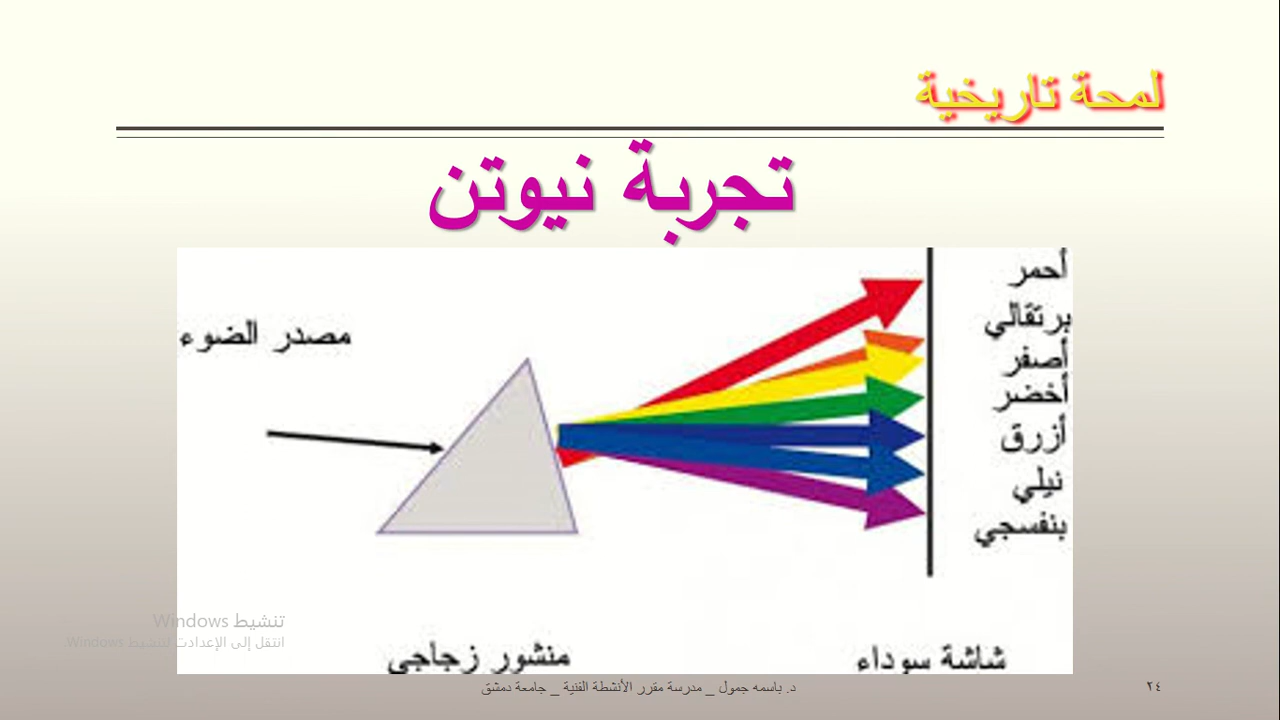 لمحة تاريخية
تجربة نيوتن
مصدر الضوء
أحمر
برتقالي
أصفر
أخضر
أزرق
نيلي
بنفسجي
منشور زجاجي
شاشة سوداء
تنشيط Windows
انتقل إلى الإعدادت لتنشيط Windows.
د. باسمه جمول _ مدرسة مقرر الأنشطة الفنية _ جامعة دمشق
٢٤